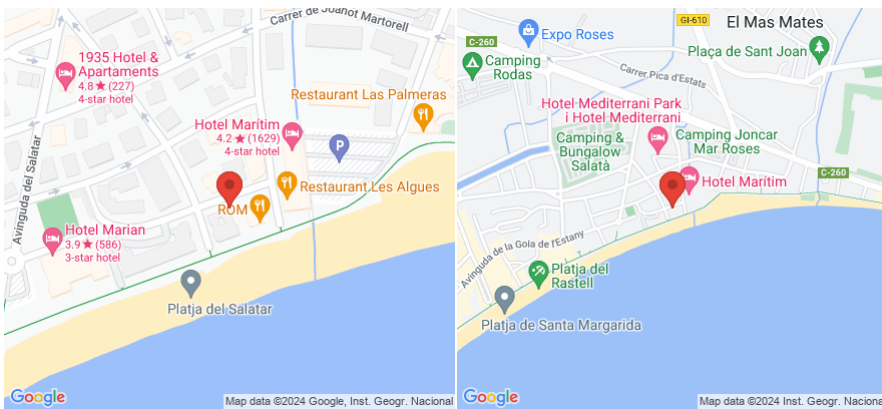 Carrer de Joanot Martorell
1935 Hotel &
Apartaments
4.8★(227)
4-star hotel
Restaurant Las Palmeras
Hotel Marítim
4.2★(1629)
4-star hotel
P
Avinguda del Salatar
Restaurant Les Algues
ROM
Hotel Marian
3.9★(586)
3-star hotel
Platja del Salatar
Google
Map data ©2024 Google, Inst. Geogr. Nacional
GI-610
El Mas Mates
Expo Roses
C-260
Plaça de Sant Joan
Camping
Rodas
Carrer Pica d'Estats
Hotel Mediterrani Park
i Hotel Mediterrani
Camping &
Bungalow
Salatà
Camping Joncar
Mar Roses
C-260
Hotel Marítim
Avinguda de la Gola de l'Estany
Platja del
Rastell
Platja de Santa Margarida
Google
Map data ©2024 Google, Inst. Geogr. Naciona